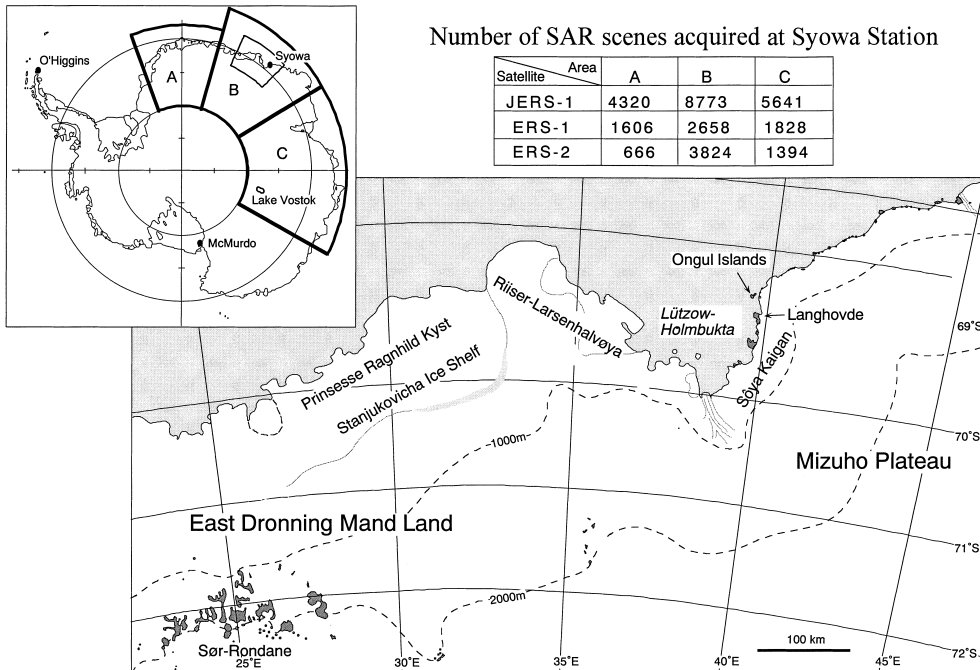 Number of SAR scenes acquired at Syowa Station
Satellite Area A B C
JERS-1 4320 8773 5641
ERS-1 1606 2658 1828
ERS-2 666 3824 1394
O'Higgins
Syowa
A
B
C
Lake Vostok
McMurdo
Ongul Islands
Langhovde
Lützow-
Holmbukta
Riiser-Larsenhalvøya
Prinsesse Ragnhild Kyst
Stanjukovicha Ice Shelf
Sôya Kaigan
69°S
70°S
1000m
Mizuho Plateau
East Dronning Mand Land
71°S
2000m
Sør-Rondane
100 km
25°E
30°E
35°E
40°E
45°E
72°S